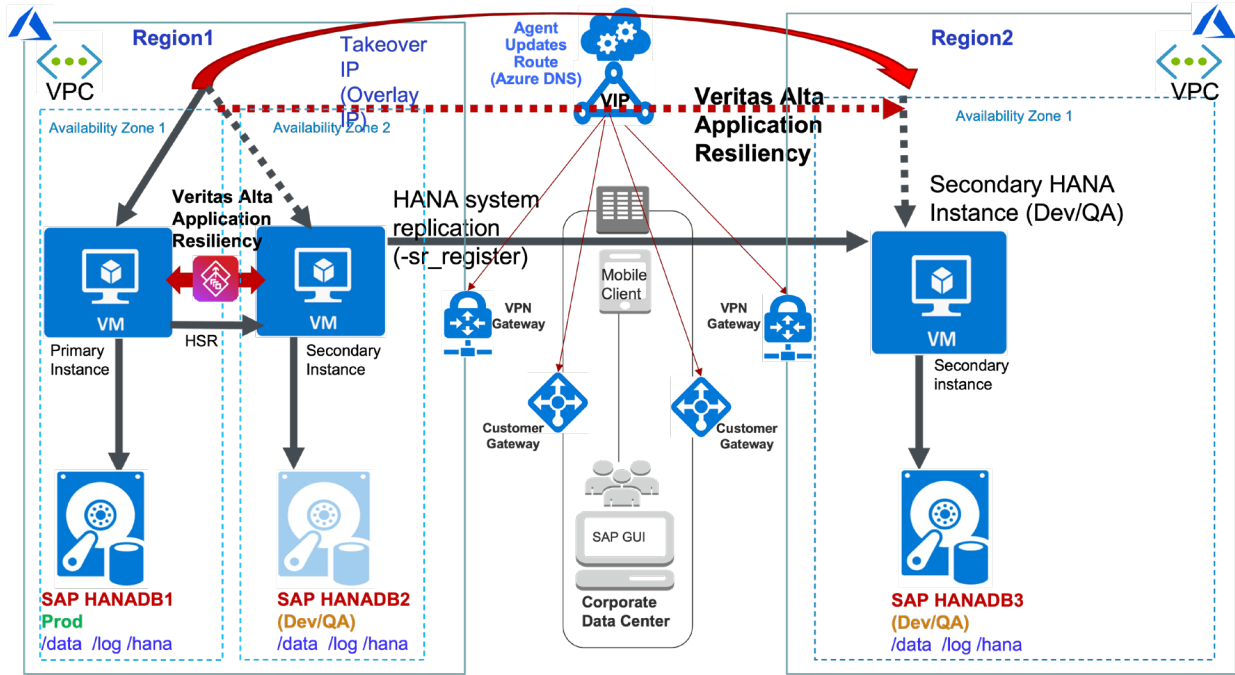 Region1
VPC
Takeover
IP
(Overlay
IP)
Agent
Updates
Route
(Azure DNS)
VIP
Region2
VPC
Availability Zone 1
Availability Zone 2
Veritas Alta
Application
Resiliency
Availability Zone 1
Veritas Alta
Application
Resiliency
HANA system
replication
(-sr_register)
Secondary HANA
Instance (Dev/QA)
VM
VM
VM
HSR
Primary
Instance
Secondary
Instance
Mobile
Client
VPN
Gateway
VPN
Gateway
Secondary
instance
Customer
Gateway
Customer
Gateway
SAP GUI
Corporate
Data Center
SAP HANADB1
Prod
/data /log /hana
SAP HANADB2
(Dev/QA)
/data /log /hana
SAP HANADB3
(Dev/QA)
/data /log /hana